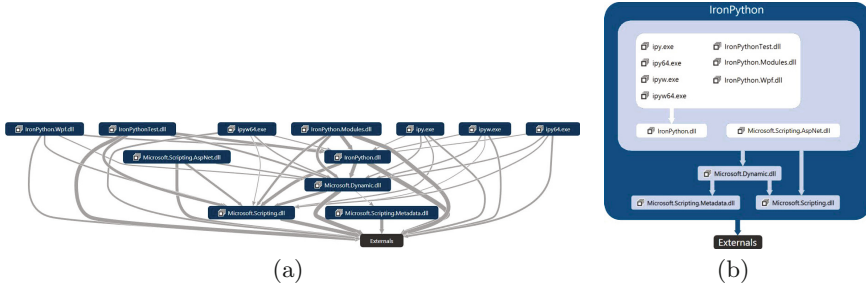 IronPython.Wpf.dll
IronPythonTest.dll
ipyw64.exe
IronPython.Modules.dll
ipy.exe
ipyw.exe
ipy64.exe
Microsoft.Scripting.AspNet.dll
IronPython.dll
Microsoft.Dynamic.dll
Microsoft.Scripting.dll
Microsoft.Scripting.Metadata.dll
Externals
(a)
IronPython
ipy.exe
IronPythonTest.dll
ipy64.exe
IronPython.Modules.dll
ipyw.exe
IronPython.Wpf.dll
ipyw64.exe
IronPython.dll
Microsoft.Scripting.AspNet.dll
Microsoft.Dynamic.dll
Microsoft.Scripting.Metadata.dll
Microsoft.Scripting.dll
Externals
(b)